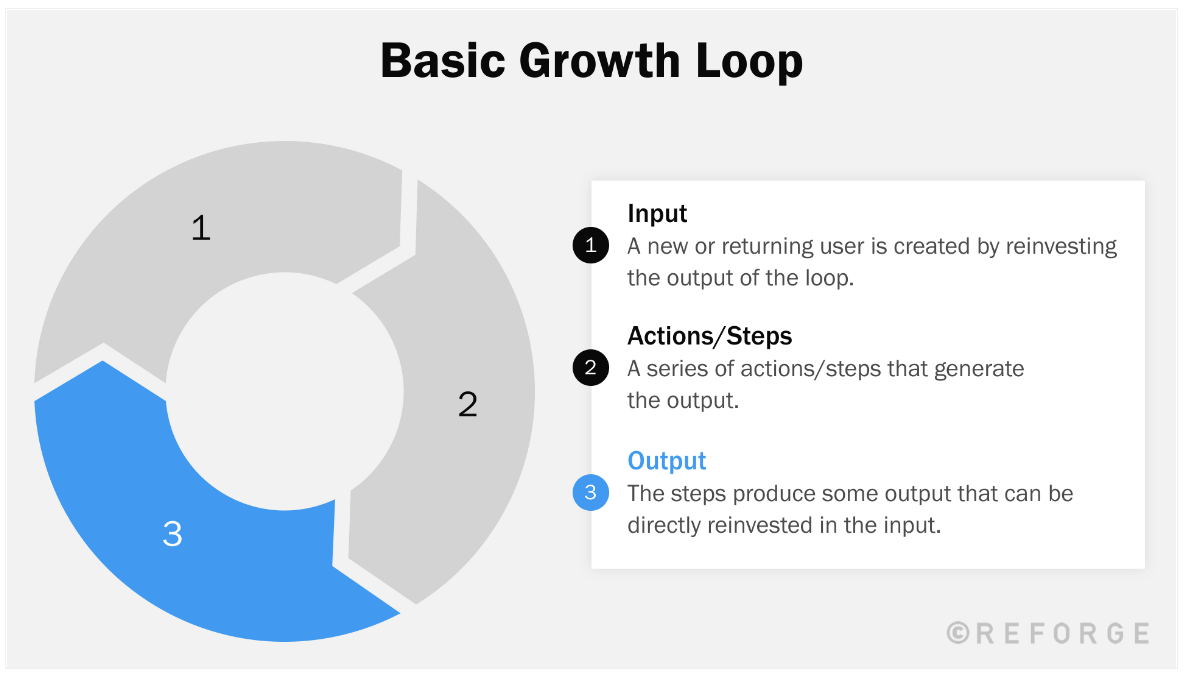 Basic Growth Loop
1
2
3
Input
1
A new or returning user is created by reinvesting
the output of the loop.
Actions/Steps
2
A series of actions/steps that generate
the output.
Output
3
The steps produce some output that can be
directly reinvested in the input.
©REFORGE